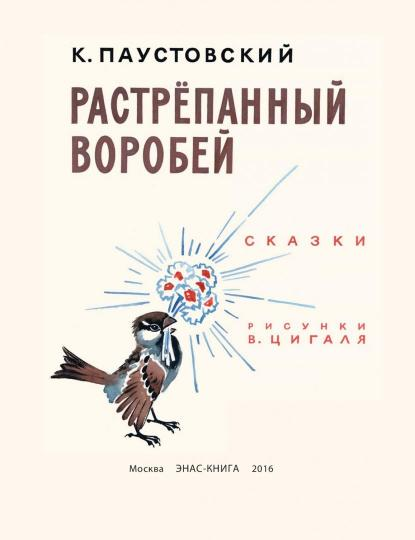 К. ПАУСТОВСКИЙ
РАСТРЁПАННЫЙ
ВОРОБЕЙ
СКАЗКИ
РИСУНКИ
В. ЦИГАЛЯ
Москва ЭНАС-КНИГА 2016